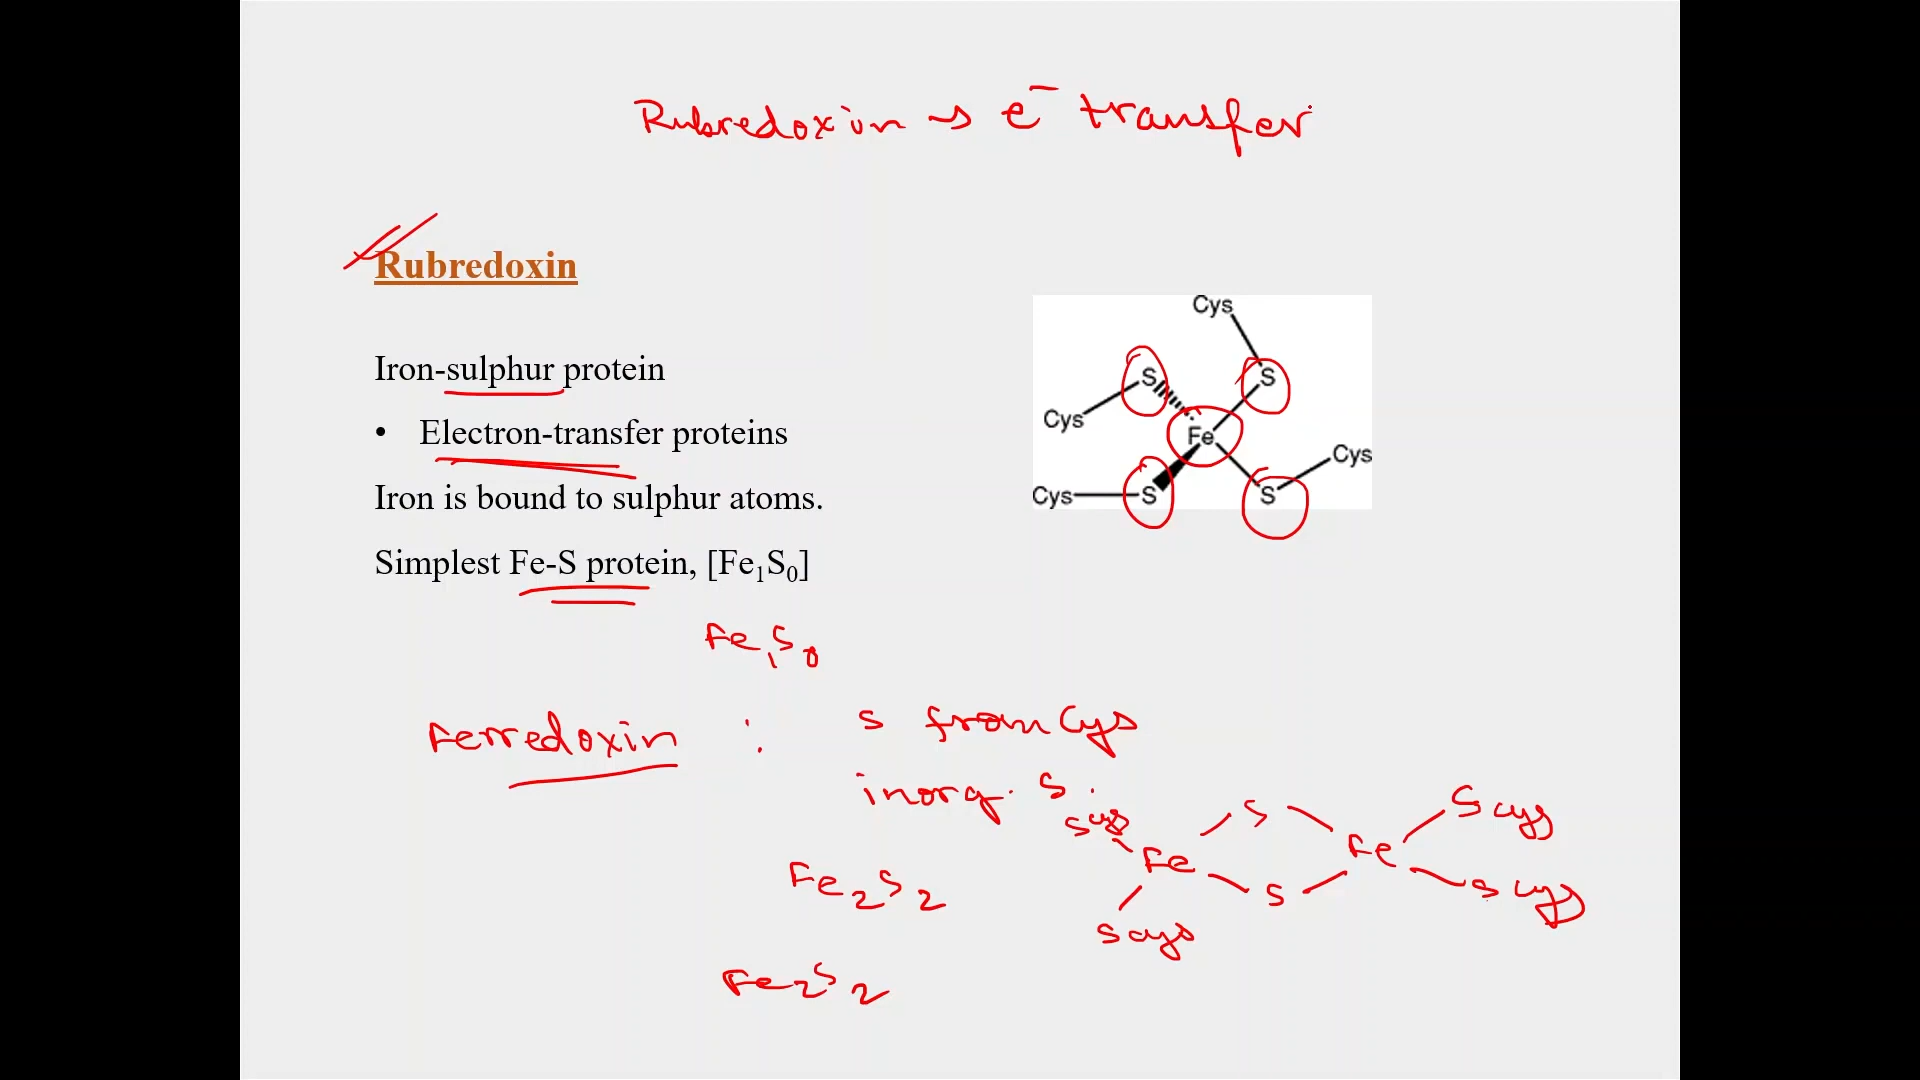 Rubredoxin → e⁻ transfer
Rubredoxin
Iron-sulphur protein
• Electron-transfer proteins
Iron is bound to sulphur atoms.
Simplest Fe-S protein, [Fe₁S₀]
Cys
S S
Cys
Fe
Cys
Cys S S
Fe₁S₀
Ferredoxin : S from Cys
inorg. S.
S cys S S cys
Fe Fe
S S cys
S cys
Fe₂S₂
Fe₂S₂